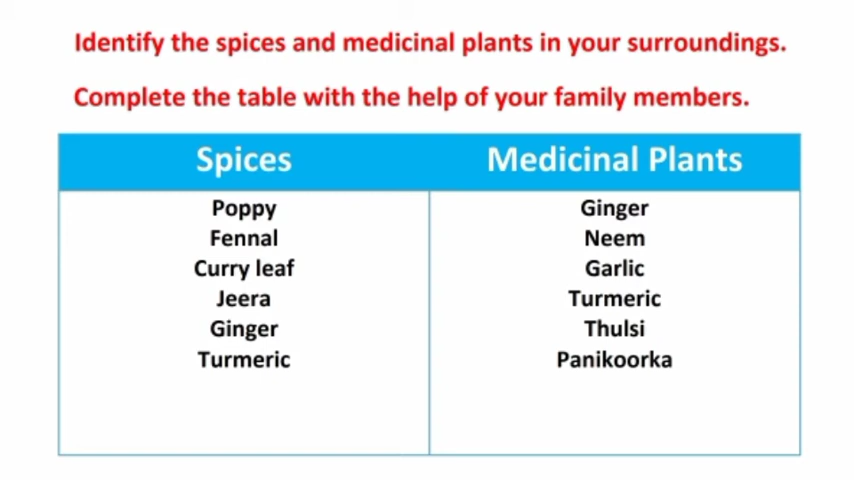 Identify the spices and medicinal plants in your surroundings.
Complete the table with the help of your family members.
Spices Medicinal Plants
Poppy Ginger
Fennal Neem
Curry leaf Garlic
Jeera Turmeric
Ginger Thulsi
Turmeric Panikoorka